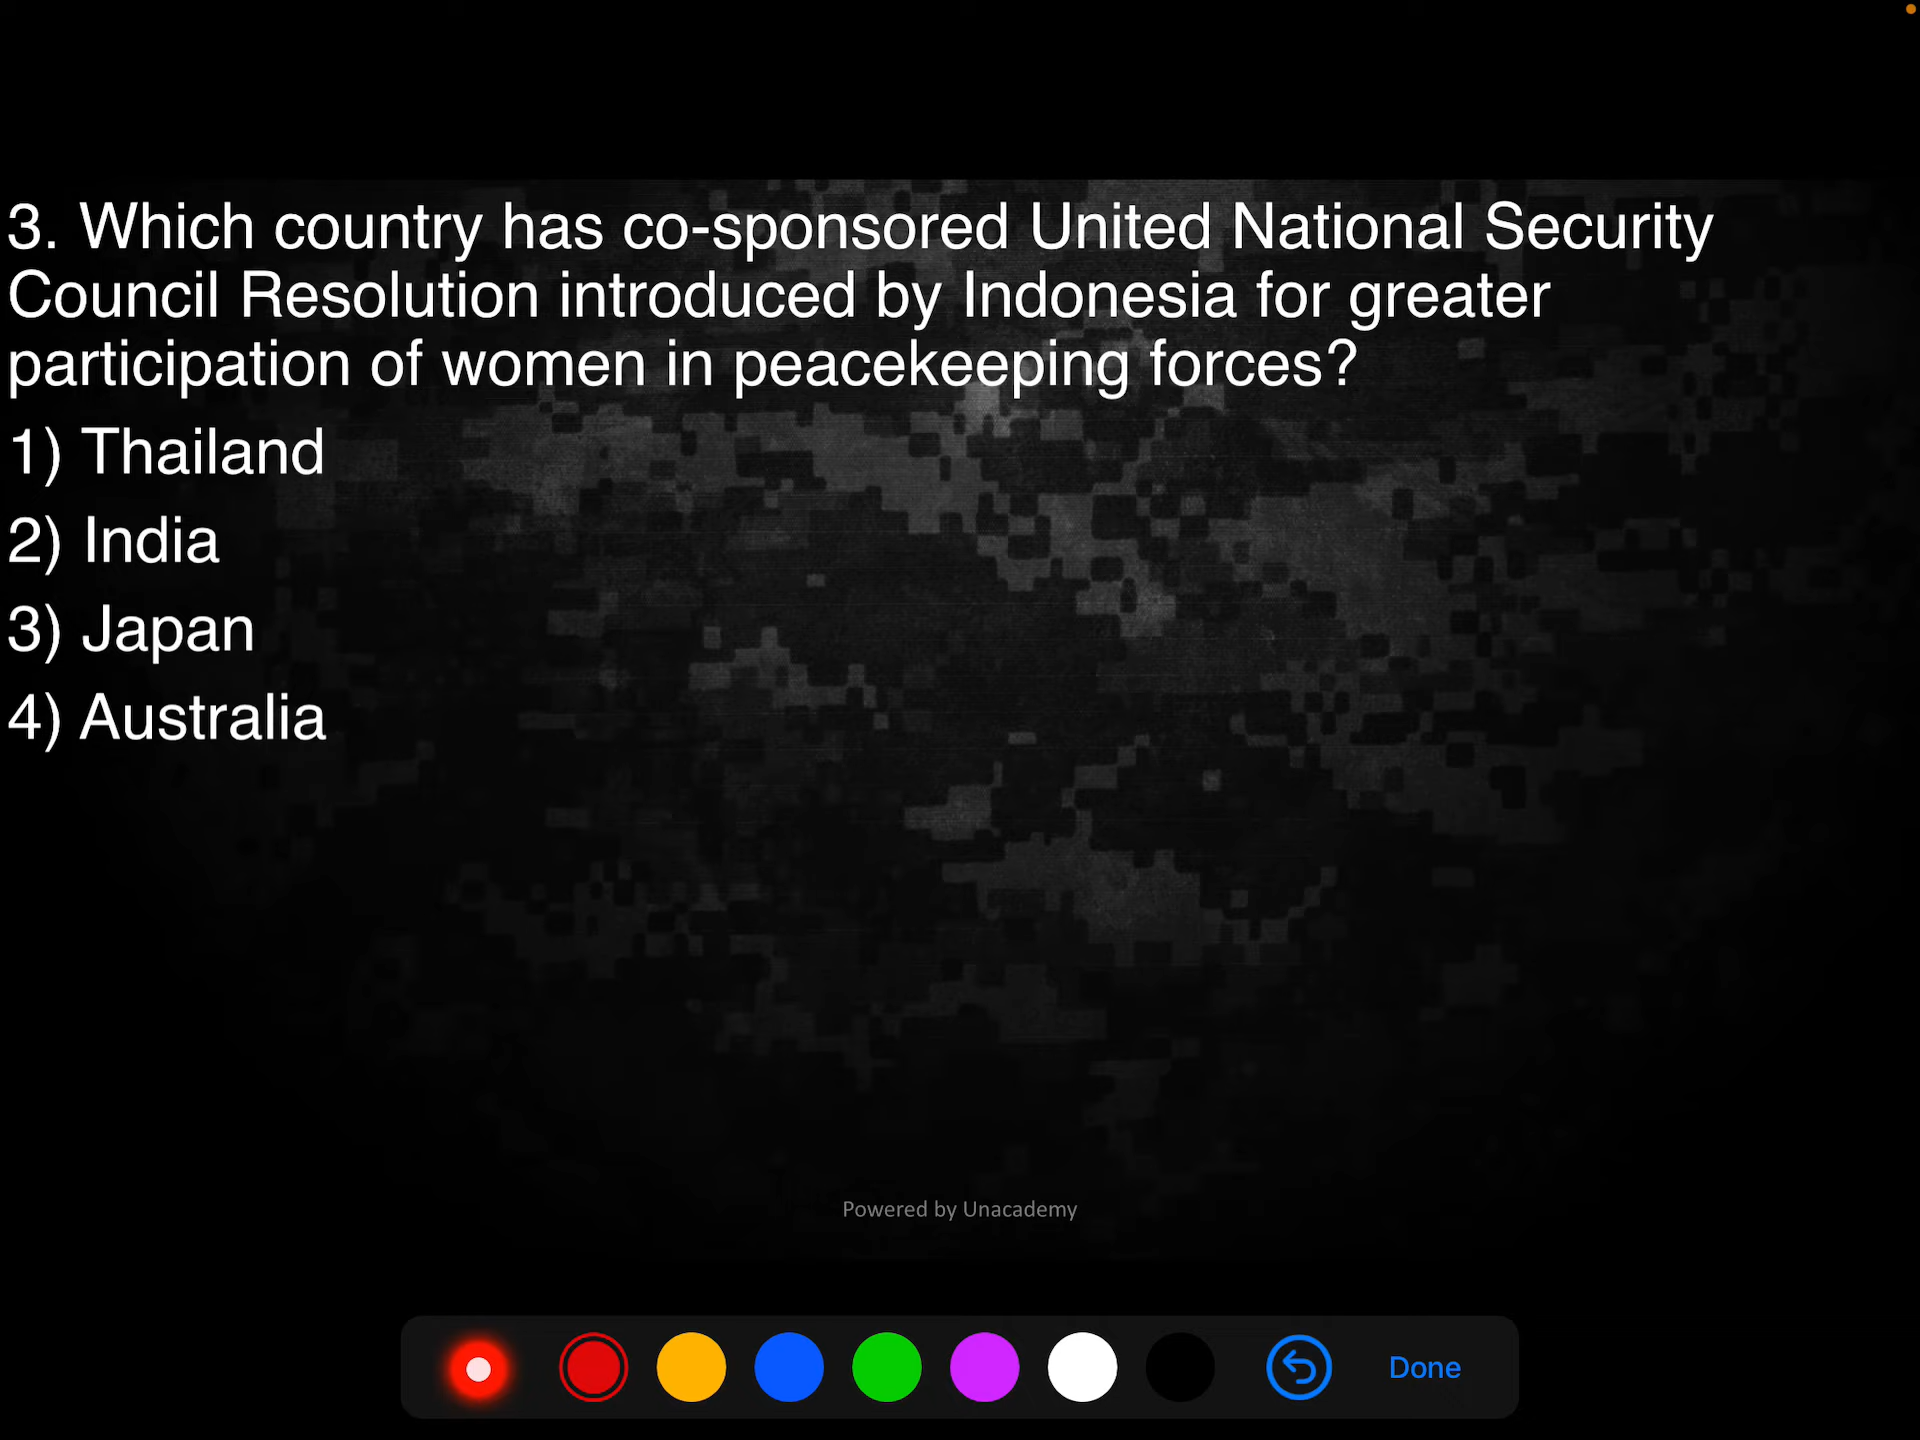 3. Which country has co-sponsored United National Security
Council Resolution introduced by Indonesia for greater
participation of women in peacekeeping forces?
1) Thailand
2) India
3) Japan
4) Australia
Powered by Unacademy
Done